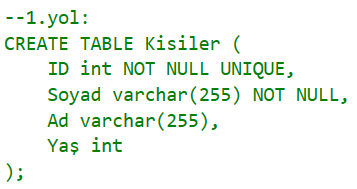 --1.yol:
CREATE TABLE Kisiler (
    ID int NOT NULL UNIQUE,
    Soyad varchar(255) NOT NULL,
    Ad varchar(255),
    Yaş int
);